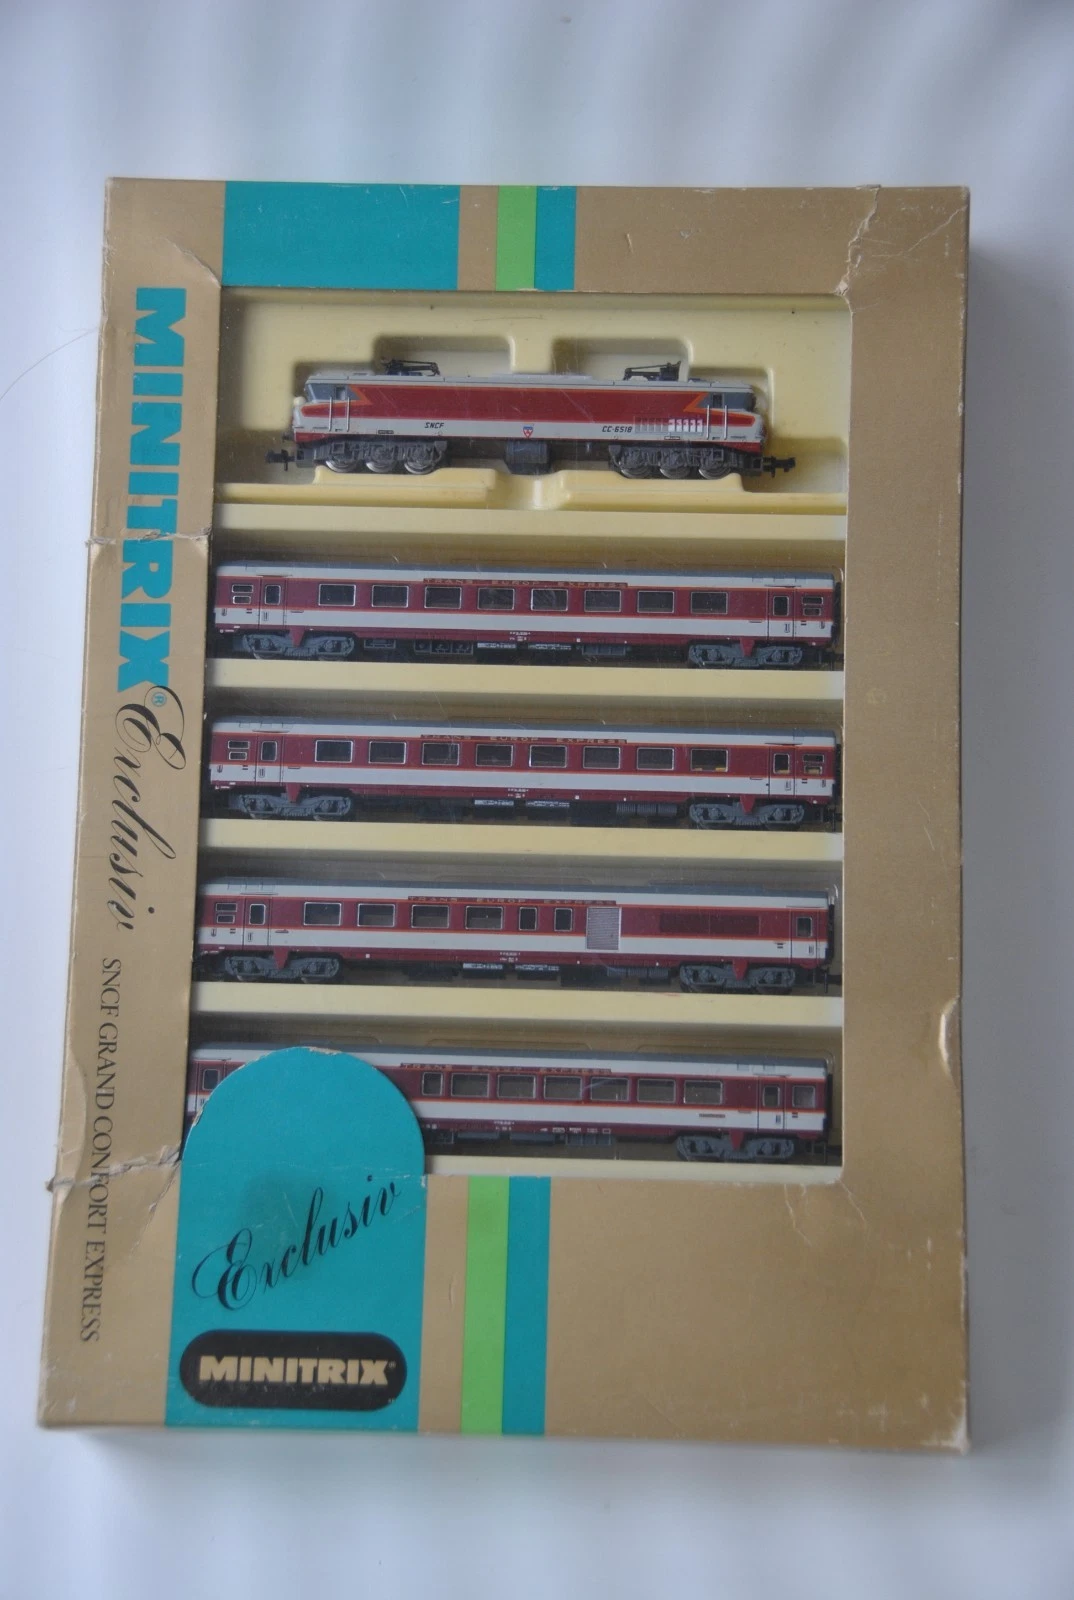 MINITRIX® Exclusiv SNCF GRAND CONFORT EXPRESS
SNCF
CC-6518
TRANS EUROP EXPRESS
TRANS EUROP EXPRESS
TRANS EUROP EXPRESS
TRANS EUROP EXPRESS
Exclusiv
MINITRIX